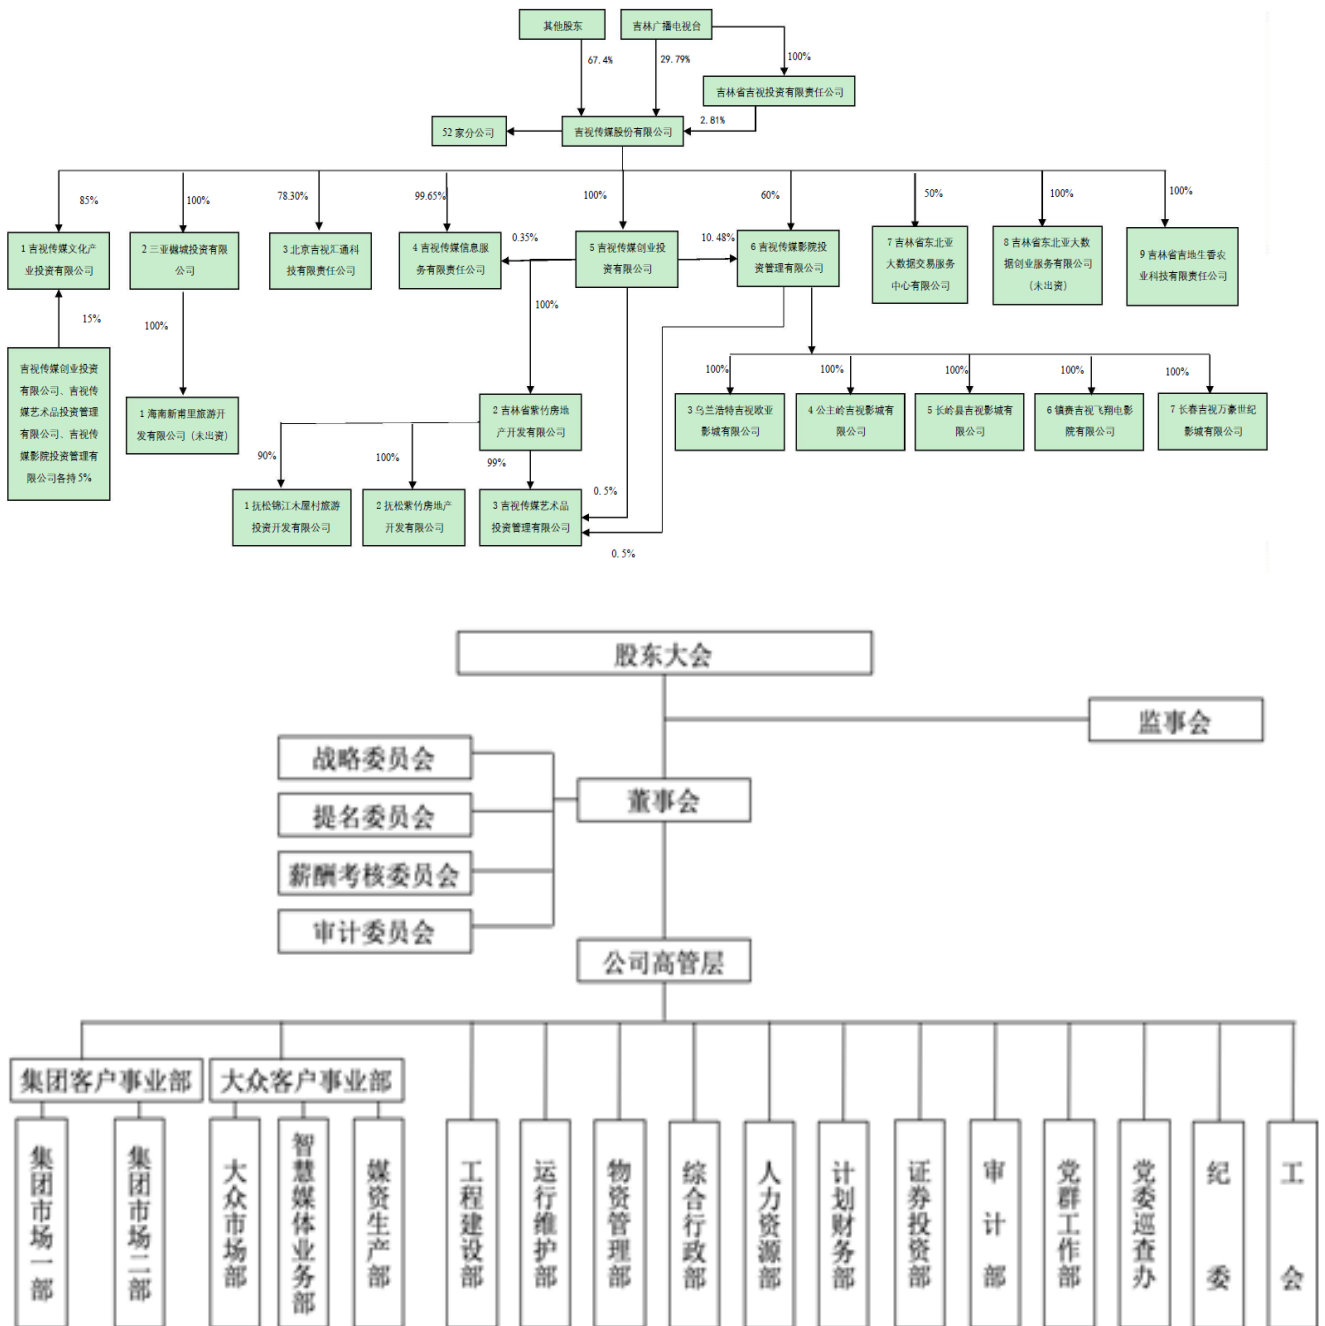 其他股东
吉林广播电视台
67.4%
29.79%
100%
吉林省吉视投资有限责任公司
2.81%
52 家分公司
吉视传媒股份有限公司
85%
100%
78.30%
99.65%
100%
60%
50%
100%
100%
1 吉视传媒文化产
业投资有限公司
2 三亚樾城投资有限
公司
3 北京吉视汇通科
技有限责任公司
4 吉视传媒信息服
务有限责任公司
0.35%
5 吉视传媒创业投
资有限公司
10.48%
6 吉视传媒影院投
资管理有限公司
7 吉林省东北亚
大数据交易服务
中心有限公司
8 吉林省东北亚大数
据创业服务有限公司
(未出资)
9 吉林省吉地生香农
业科技有限责任公司
15%
100%
100%
吉视传媒创业投资
有限公司、吉视传
媒艺术品投资管理
有限公司、吉视传
媒影院投资管理有
限公司各持 5%
1 海南新甫里旅游开
发有限公司 (未出资)
2 吉林省紫竹房地
产开发有限公司
100%
100%
100%
100%
100%
3 乌兰浩特吉视欧亚
影城有限公司
4 公主岭吉视影城有
限公司
5 长岭县吉视影城有
限公司
6 镇赉吉视飞翔电影
院有限公司
7 长春吉视万豪世纪
影城有限公司
90%
100%
99%
0.5%
0.5%
1 抚松锦江木屋村旅游
投资开发有限公司
2 抚松紫竹房地产
开发有限公司
3 吉视传媒艺术品
投资管理有限公司
股东大会
监事会
战略委员会
提名委员会
薪酬考核委员会
审计委员会
董事会
公司高管层
集团客户事业部
大众客户事业部
集团市场一部
集团市场二部
大众市场部
智慧媒体业务部
媒资生产部
工程建设部
运行维护部
物资管理部
综合行政部
人力资源部
计划财务部
证券投资部
审计部
党群工作部
党委巡查办
纪委
工会